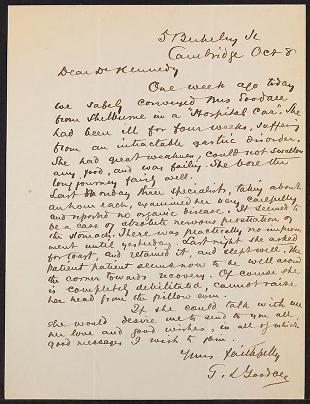 5 Berkeley St
Cambridge Oct 8
Dear Dr Kennedy
One week ago today
we safely conveyed Mrs Goodale
from Shelburne in a "Hospital Car". She
had been ill for four weeks, suffering
from an intractable gastric disorder.
She had great weakness, could not swallow
any food, and was failing. She bore the
long journey fairly well.
Last Monday three specialists, taking about
an hour each, examined her very carefully
and reported no organic disease. It seemed to
be a case of absolute nervous prostration of
the stomach. There was practically no improve
ment until yesterday. Last night she asked
for toast, and retained it, and slept well. The
patient patient seems now to be well around
the corner towards recovery. Of course she
is completely debilitated, cannot raise
her head from the pillow even.
If she could talk with me
she would desire me to send to you all
her love and good wishes, in all of which
good messages I wish to join.
Yours faithfully
G. L. Goodale